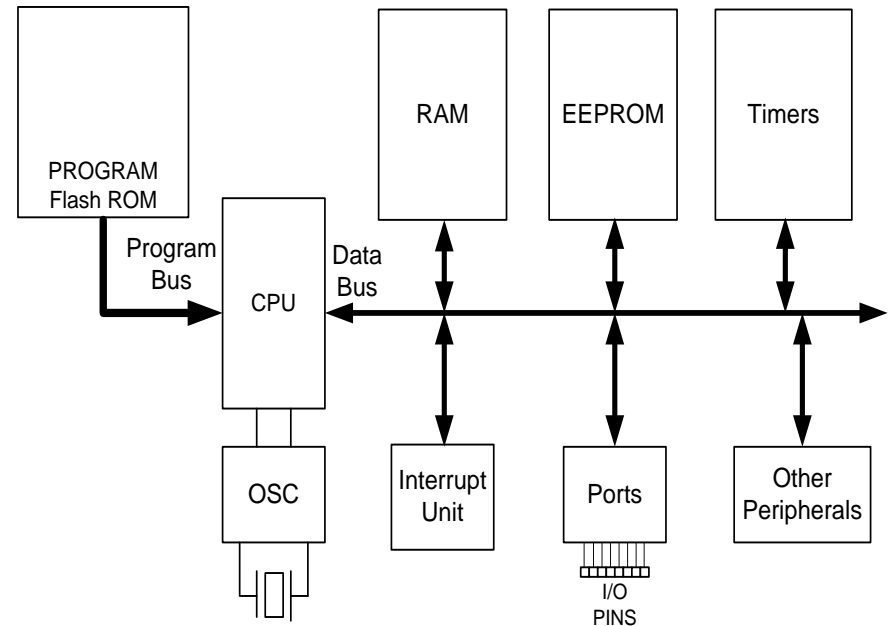 PROGRAM
Flash ROM
RAM
EEPROM
Timers
Program
Bus
CPU
Data
Bus
OSC
Interrupt
Unit
Ports
Other
Peripherals
I/O
PINS